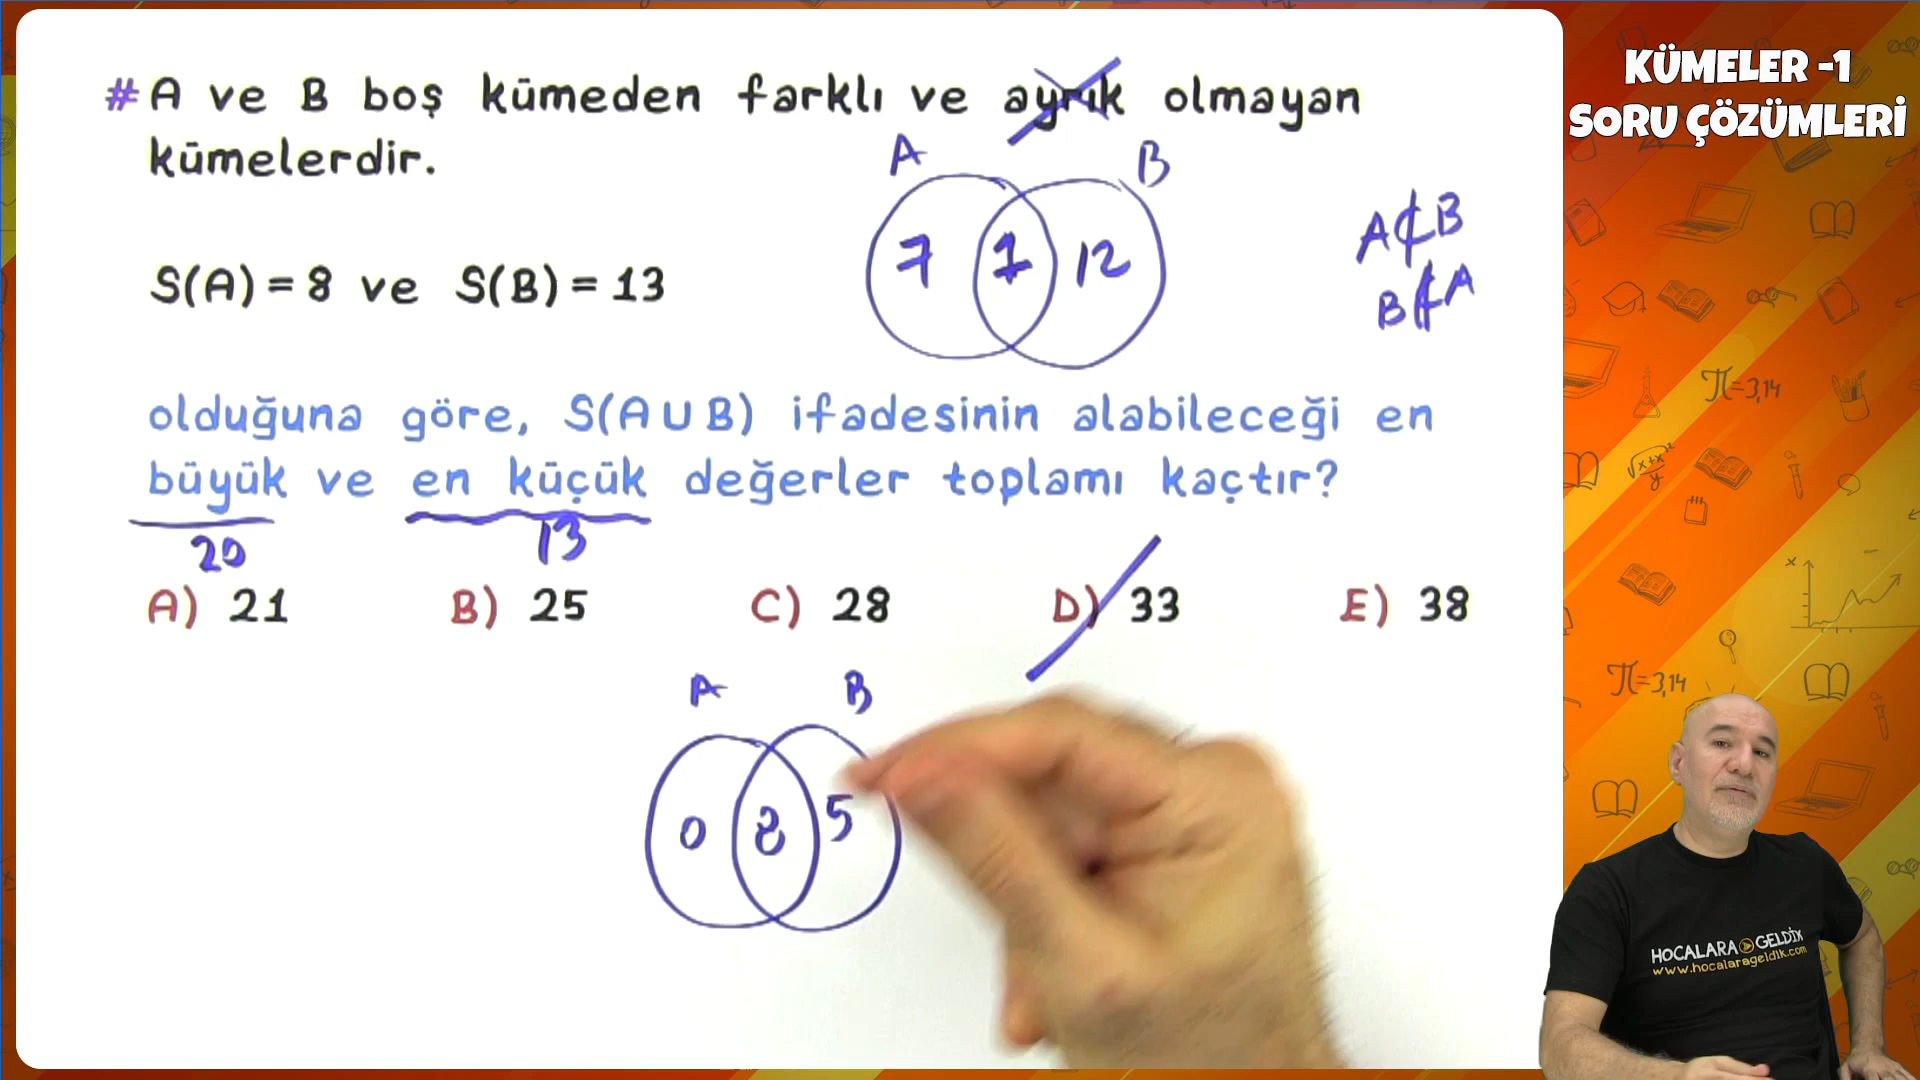 KÜMELER -1
SORU ÇÖZÜMLERİ
# A ve B boş kümeden farklı ve ayrık olmayan
kümelerdir.
A B
7 1 12
A⊄B
B⊄A
S(A) = 8 ve S(B) = 13
olduğuna göre, S(A∪B) ifadesinin alabileceği en
büyük ve en küçük değerler toplamı kaçtır?
20 13
A) 21 B) 25 C) 28 D) 33 E) 38
A B
0 8 5
π=3,14
π=3,14
HOCALARA GELDİK
www.hocalarageldik.com